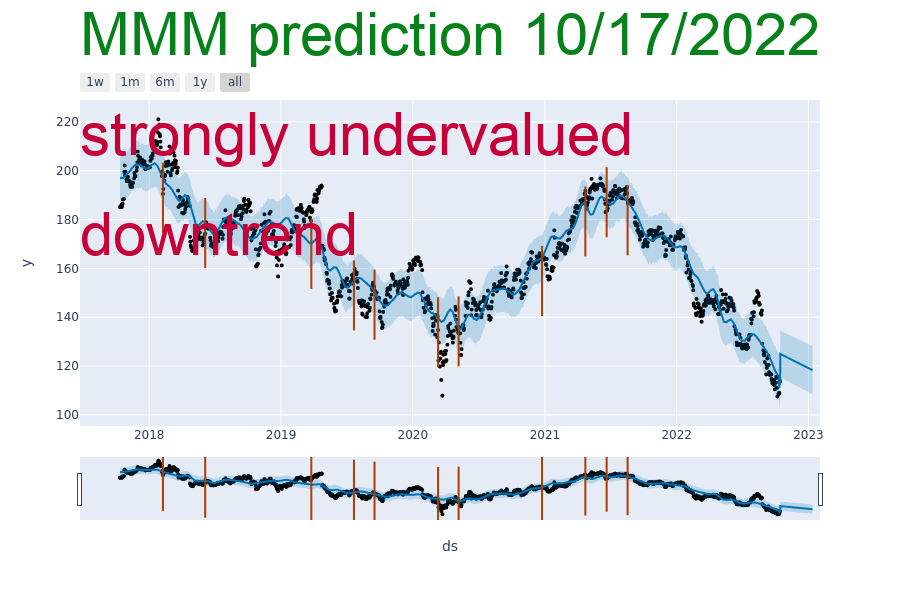 MMM prediction 10/17/2022
1w 1m 6m 1y all
strongly undervalued
downtrend
220
200
180
160
140
120
100
y
2018 2019 2020 2021 2022 2023
ds